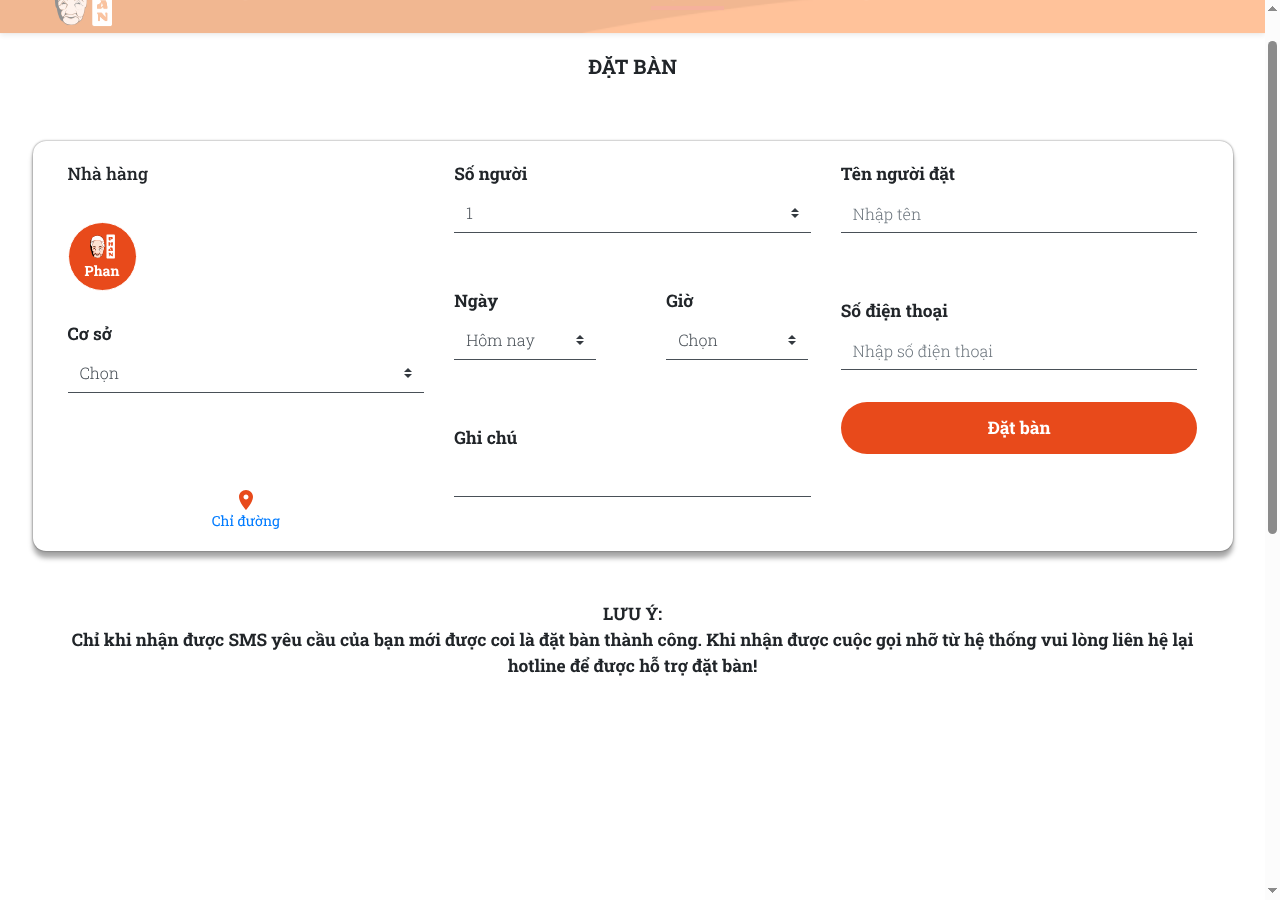 ĐẶT BÀN
Nhà hàng
PHAN
Phan
Cơ sở
Chọn
Chỉ đường
Số người
1
Ngày
Hôm nay
Giờ
Chọn
Ghi chú
Tên người đặt
Nhập tên
Số điện thoại
Nhập số điện thoại
Đặt bàn
LƯU Ý:
Chỉ khi nhận được SMS yêu cầu của bạn mới được coi là đặt bàn thành công. Khi nhận được cuộc gọi nhỡ từ hệ thống vui lòng liên hệ lại
hotline để được hỗ trợ đặt bàn!